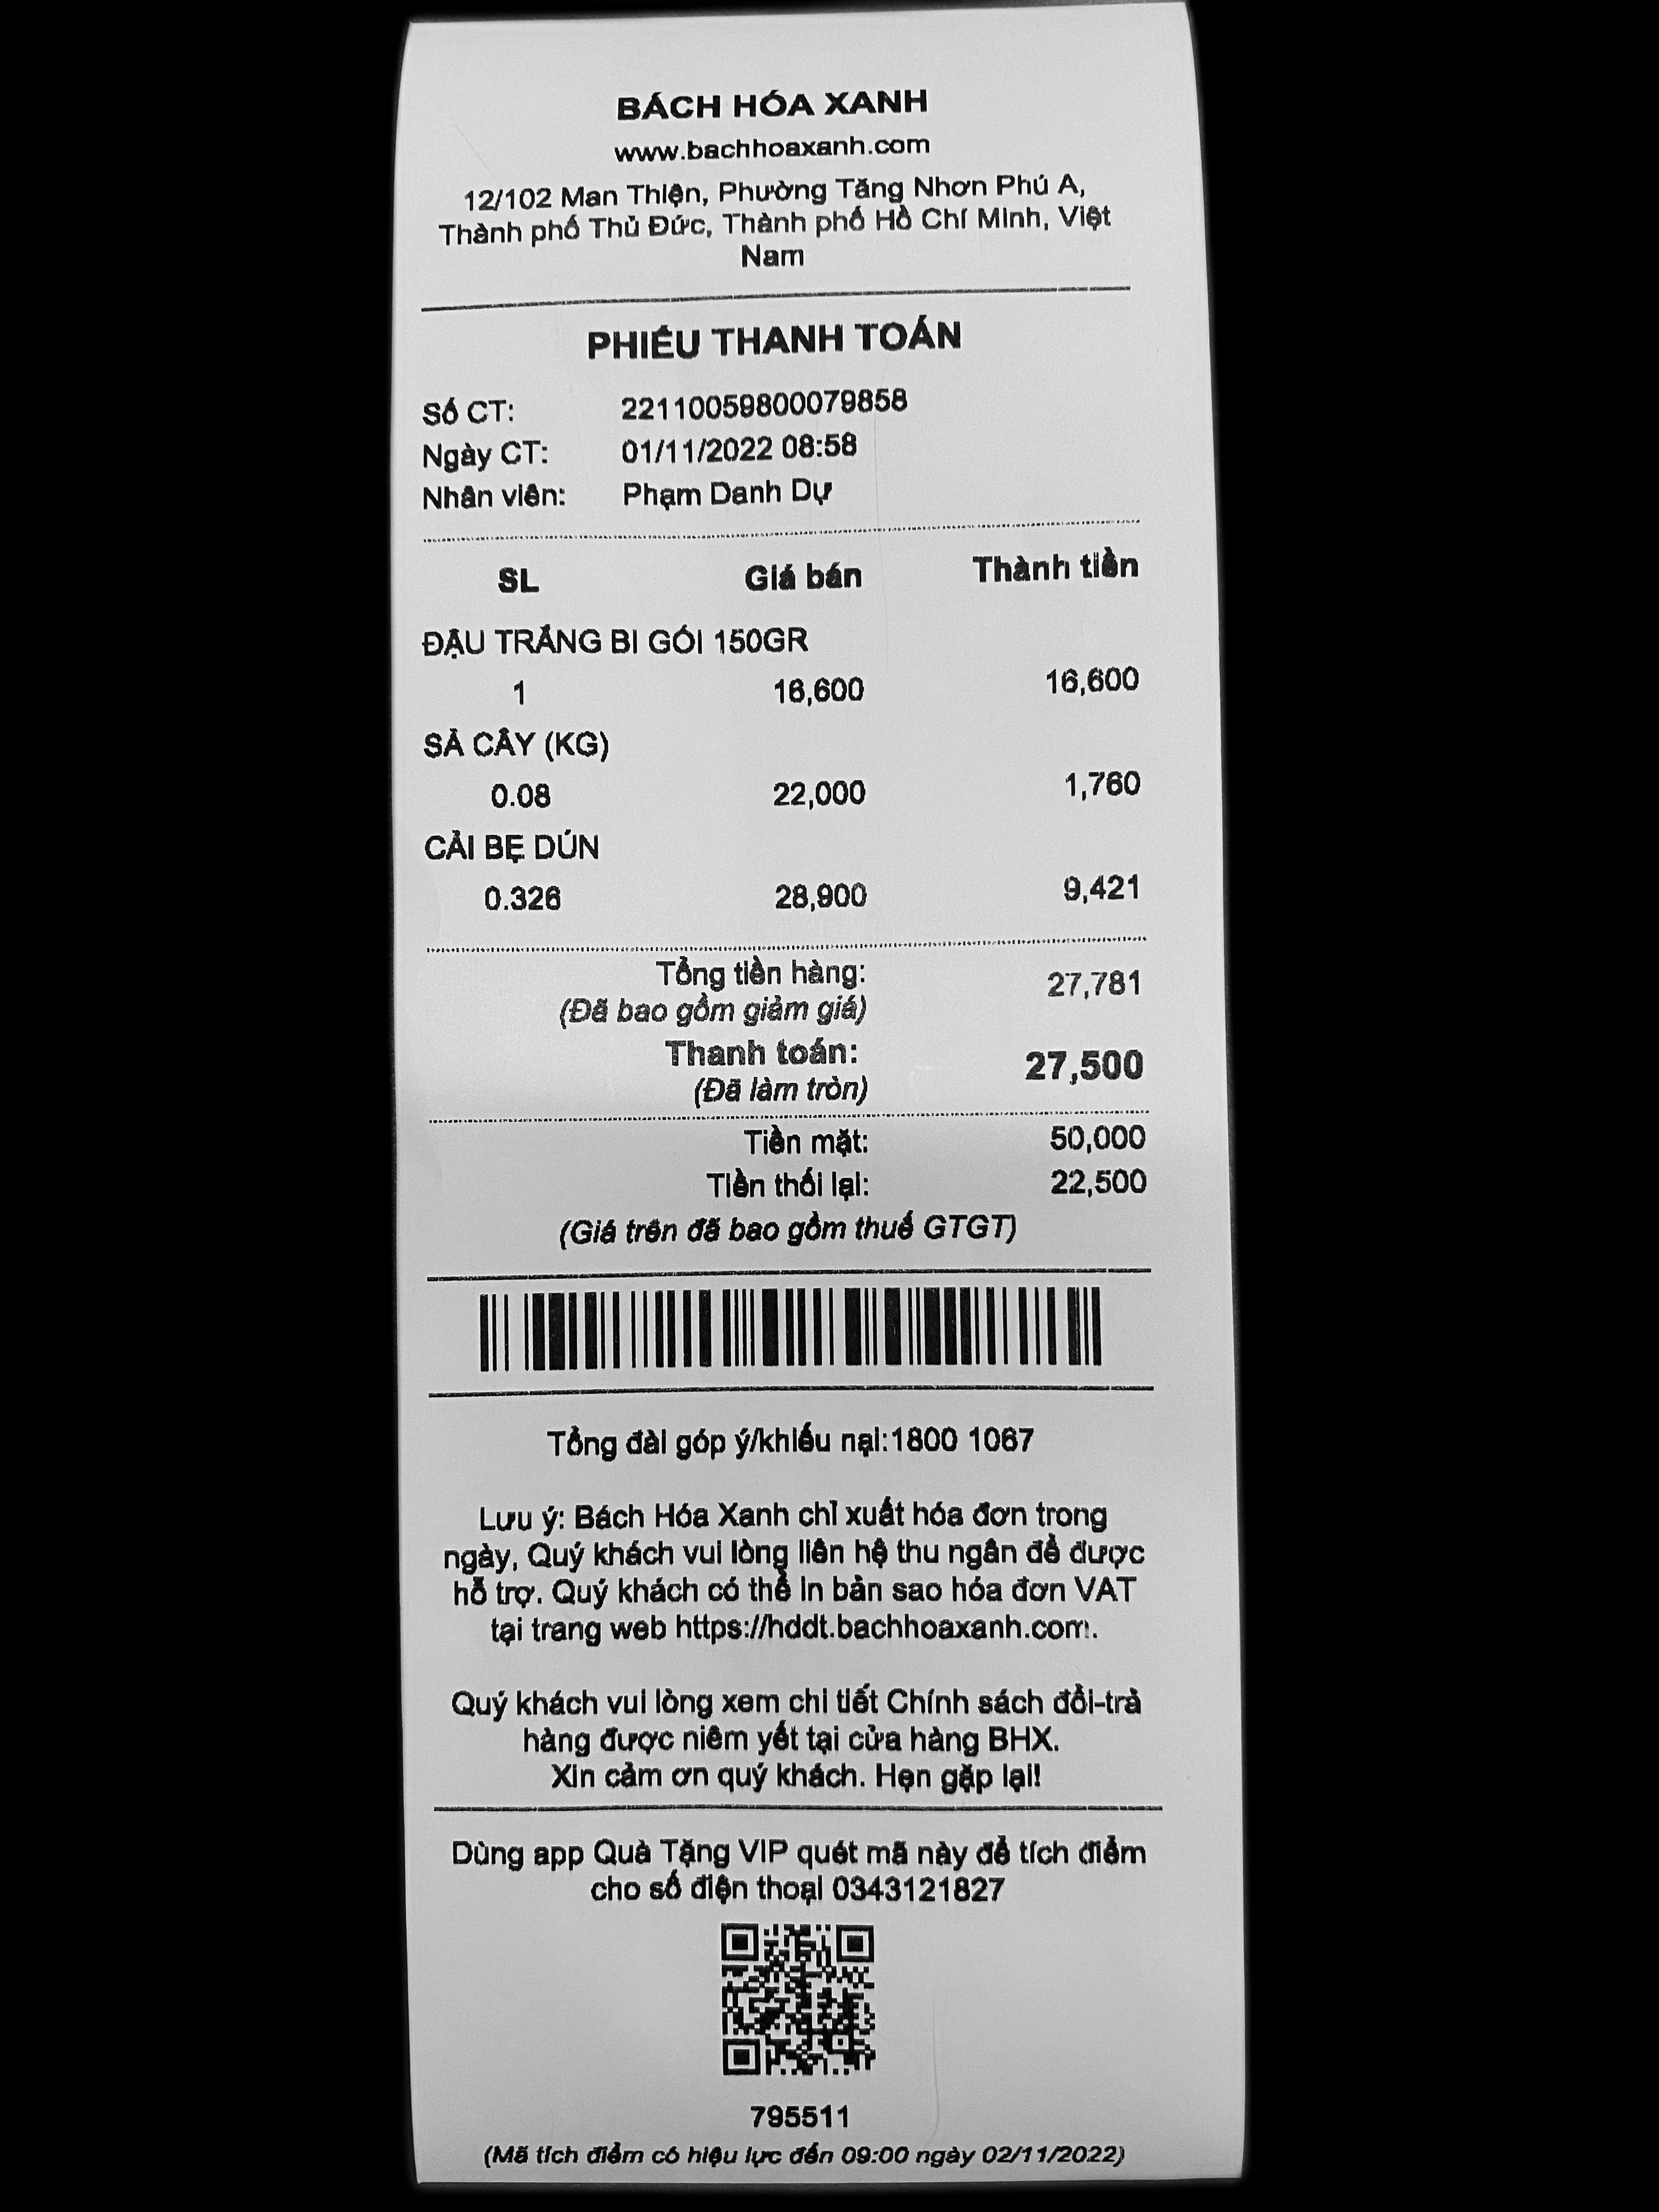 BÁCH HÓA XANH
www.bachhoaxanh.com
12/102 Man Thiện, Phường Tăng Nhơn Phú A,
Thành phố Thủ Đức, Thành phố Hồ Chí Minh, Việt
Nam
PHIẾU THANH TOÁN
Số CT: 22110059800079858
Ngày CT: 01/11/2022 08:58
Nhân viên: Phạm Danh Dự
SL Giá bán Thành tiền
ĐẬU TRẮNG BI GÓI 150GR
1 16,600 16,600
SẢ CÂY (KG)
0.08 22,000 1,760
CẢI BẸ DÚN
0.326 28,900 9,421
Tổng tiền hàng: 27,781
(Đã bao gồm giảm giá)
Thanh toán: 27,500
(Đã làm tròn)
Tiền mặt: 50,000
Tiền thối lại: 22,500
(Giá trên đã bao gồm thuế GTGT)
Tổng đài góp ý/khiếu nại:1800 1067
Lưu ý: Bách Hóa Xanh chỉ xuất hóa đơn trong
ngày, Quý khách vui lòng liên hệ thu ngân để được
hỗ trợ. Quý khách có thể in bản sao hóa đơn VAT
tại trang web https://hddt.bachhoaxanh.com.
Quý khách vui lòng xem chi tiết Chính sách đổi-trả
hàng được niêm yết tại cửa hàng BHX.
Xin cảm ơn quý khách. Hẹn gặp lại!
Dùng app Quà Tặng VIP quét mã này để tích điểm
cho số điện thoại 0343121827
795511
(Mã tích điểm có hiệu lực đến 09:00 ngày 02/11/2022)